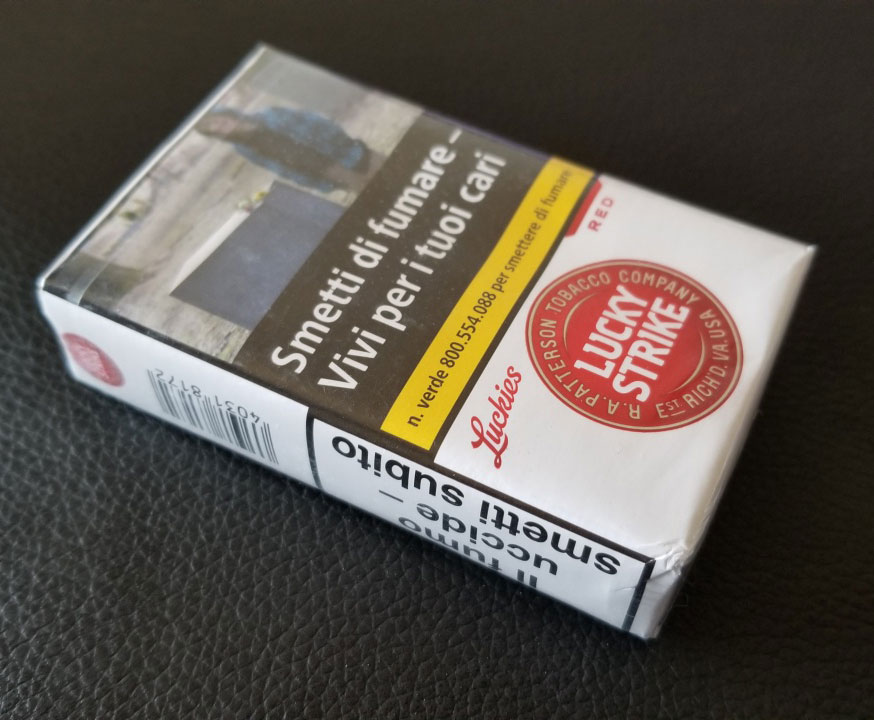 Smetti di fumare –
Vivi per i tuoi cari
n. verde 800.554.088 per smettere di fumare
RED
R.A. PATTERSON TOBACCO COMPANY
LUCKY
STRIKE
EST RICH'D. VA. USA
Luckies
40318172
Il fumo
uccide –
smetti subito